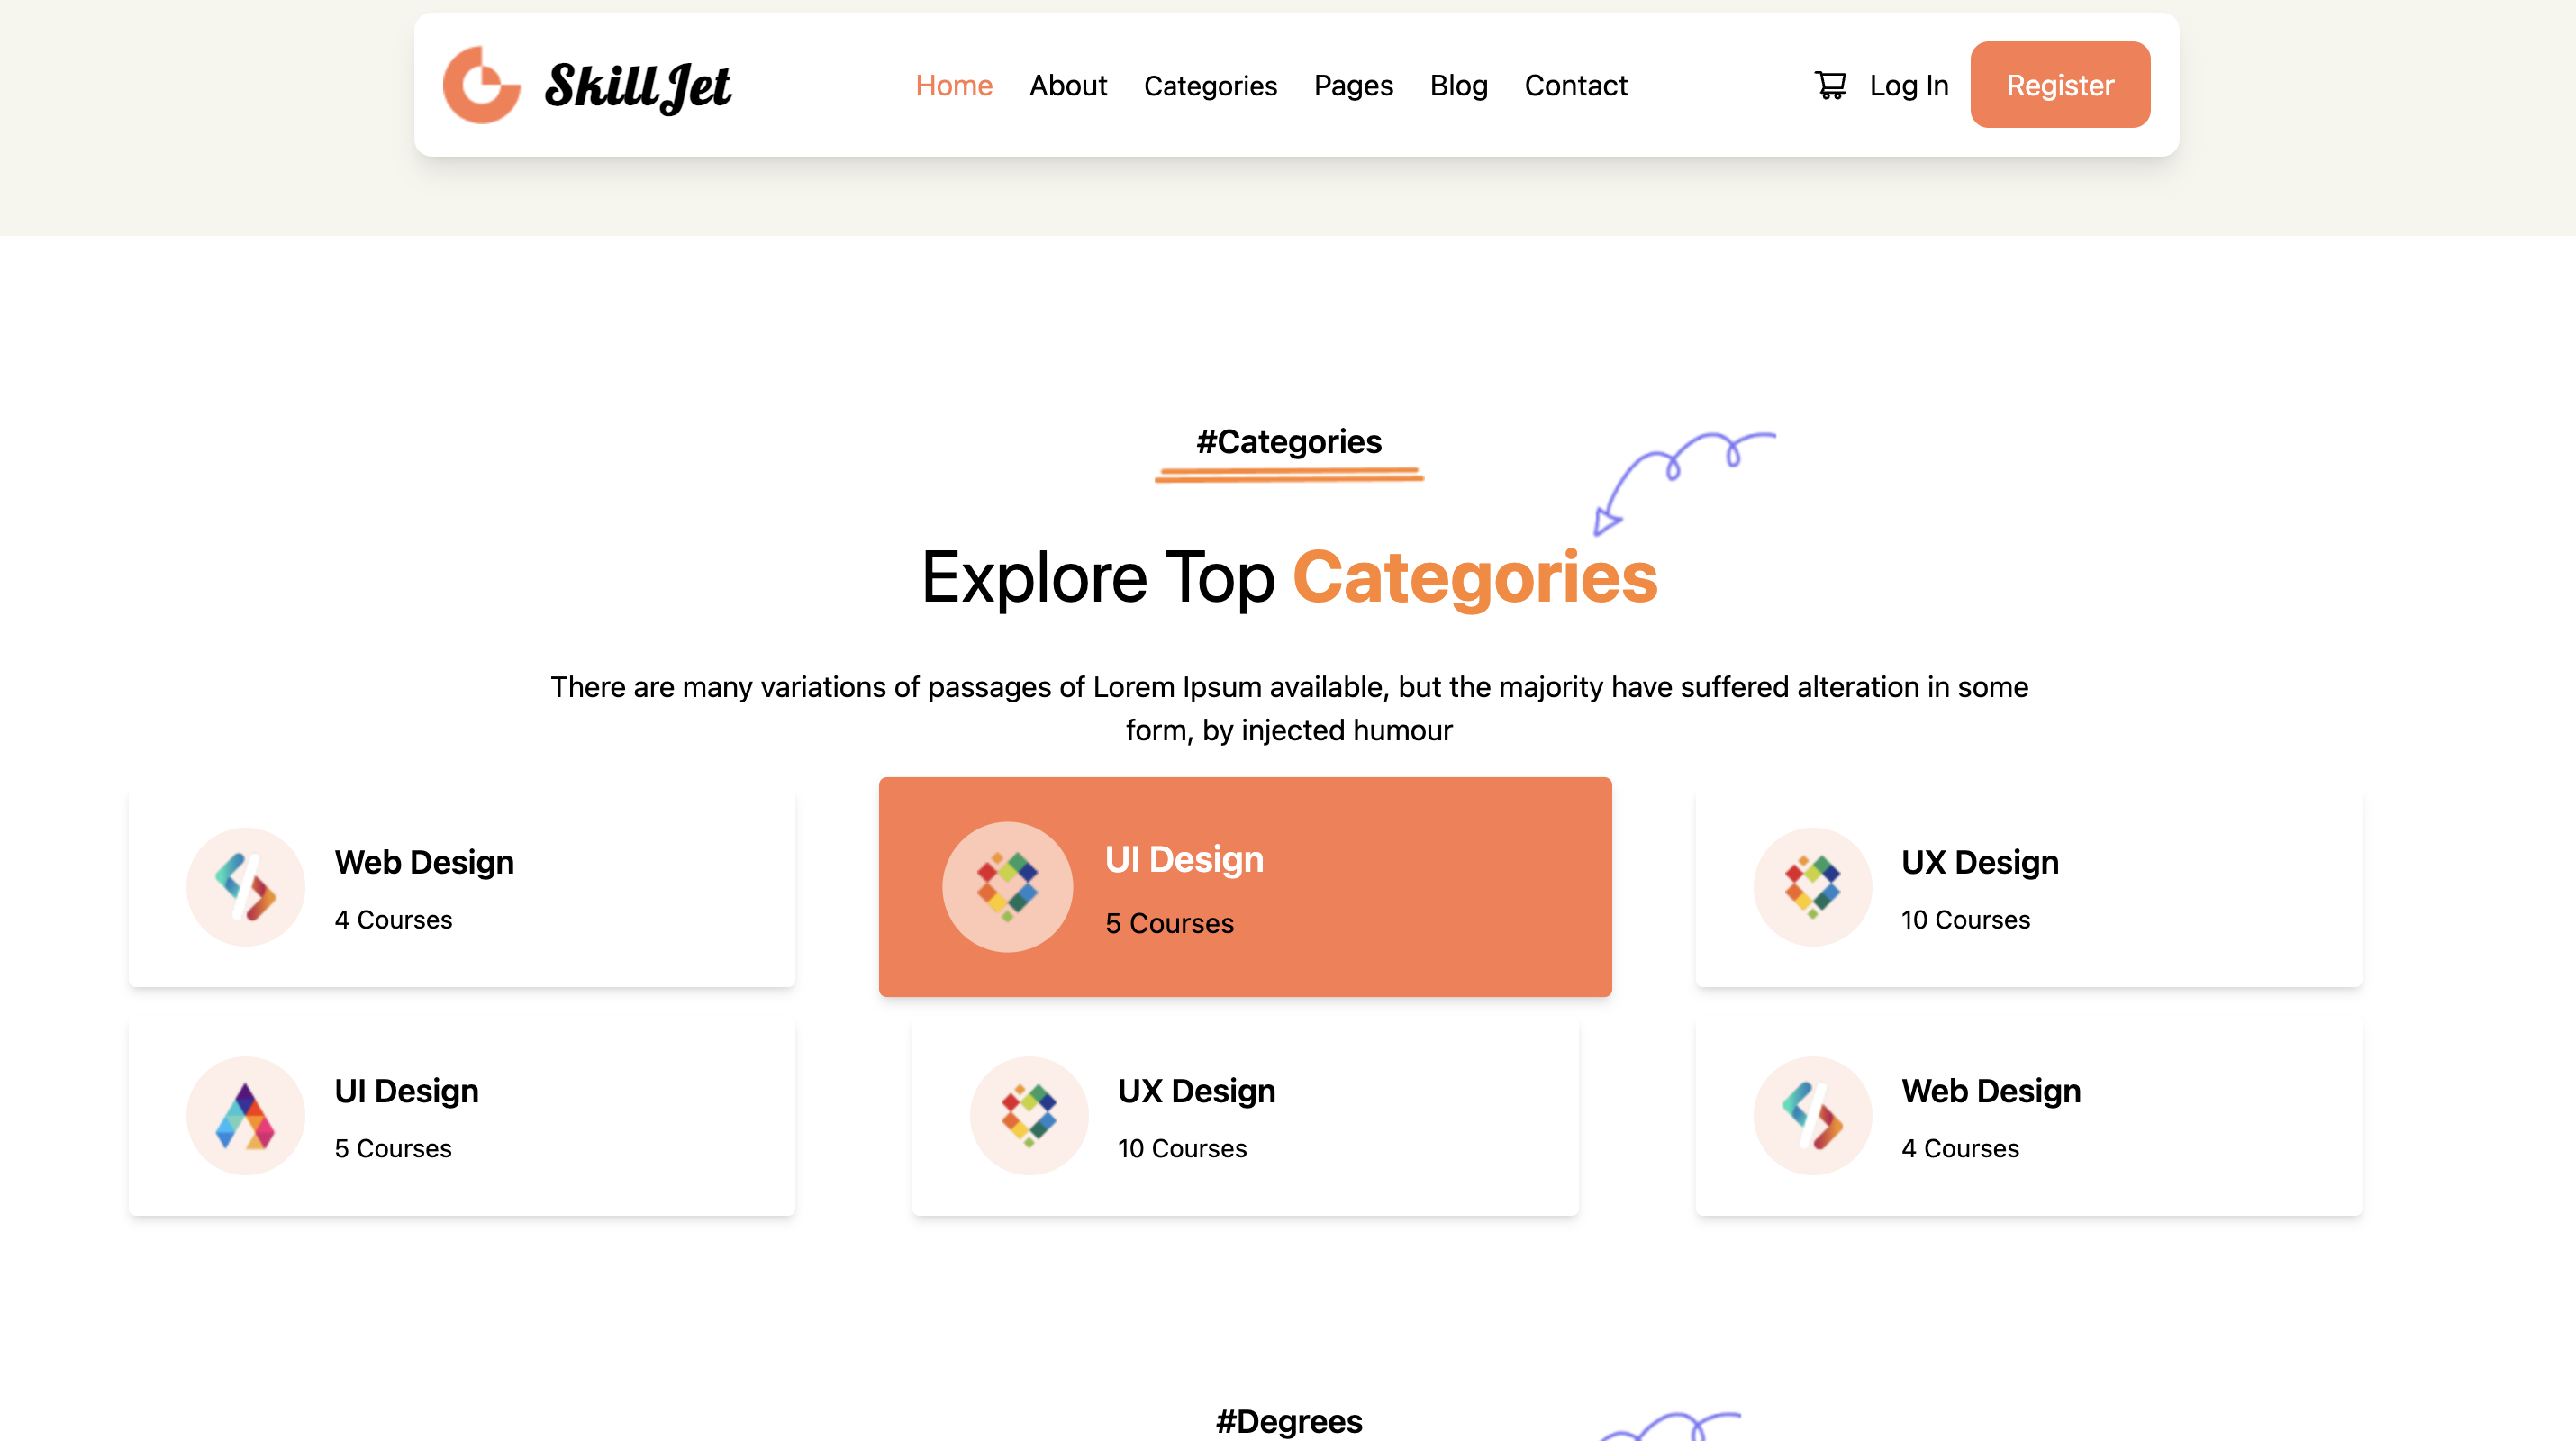 SkillJet
Home About Categories Pages Blog Contact
Log In Register
#Categories
Explore Top Categories
There are many variations of passages of Lorem Ipsum available, but the majority have suffered alteration in some
form, by injected humour
Web Design
4 Courses
UI Design
5 Courses
UX Design
10 Courses
UI Design
5 Courses
UX Design
10 Courses
Web Design
4 Courses
#Degrees